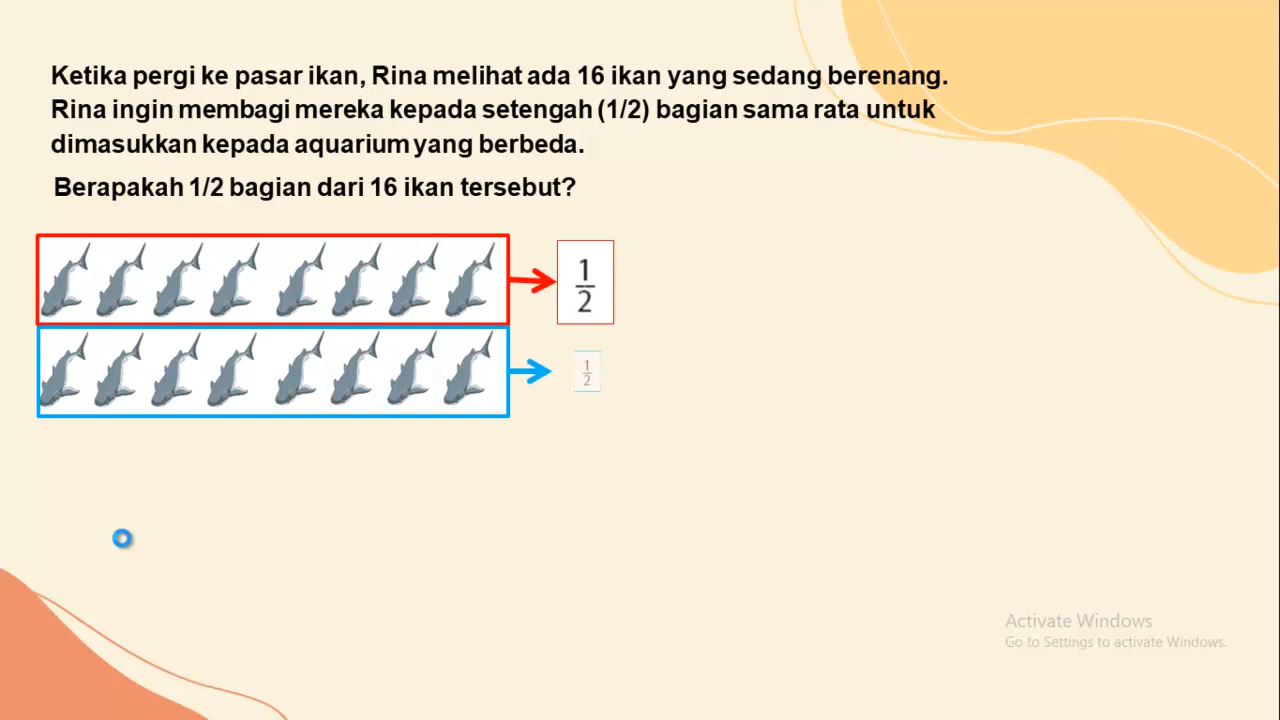 Ketika pergi ke pasar ikan, Rina melihat ada 16 ikan yang sedang berenang.
Rina ingin membagi mereka kepada setengah (1/2) bagian sama rata untuk
dimasukkan kepada aquarium yang berbeda.
Berapakah 1/2 bagian dari 16 ikan tersebut?
1
2
1
2
Activate Windows
Go to Settings to activate Windows.